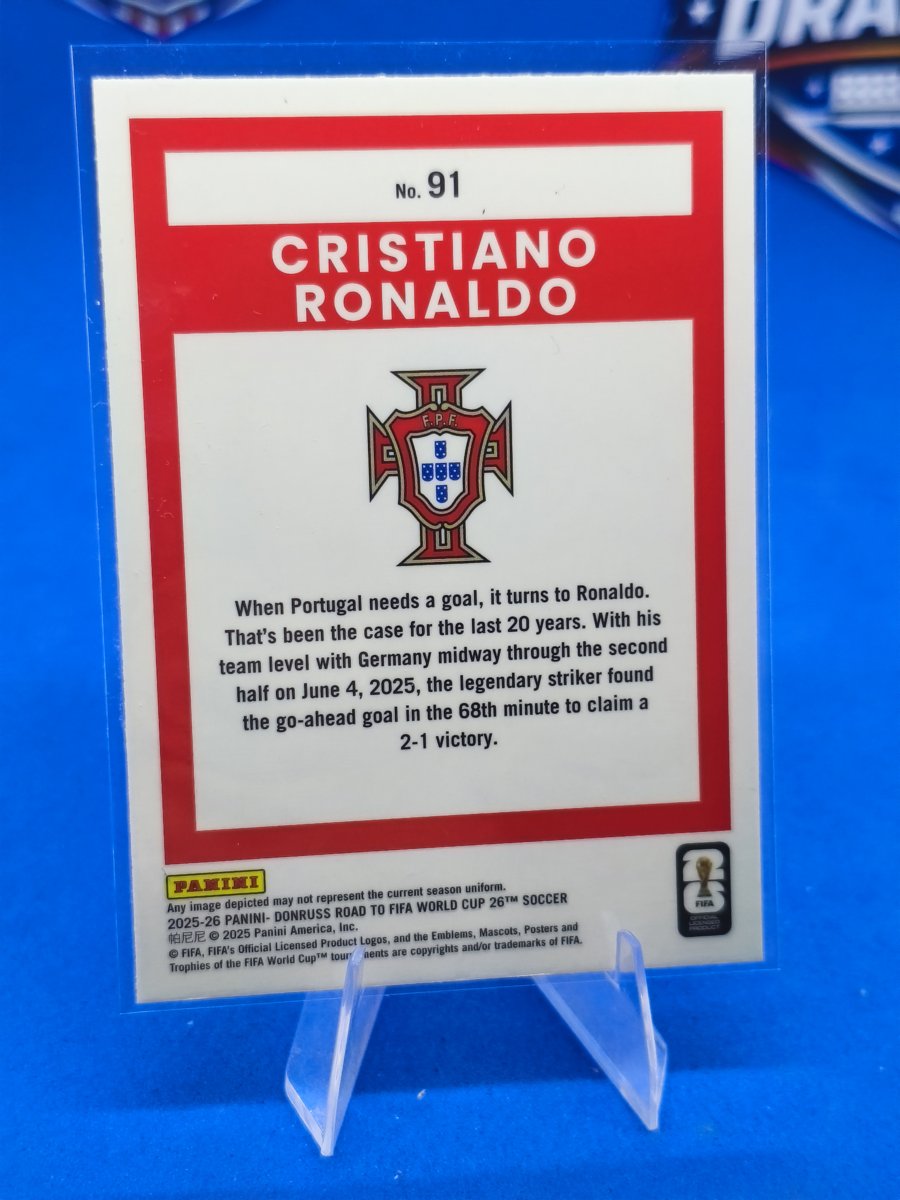 DRA
No. 91
CRISTIANO
RONALDO
F.P.F.
When Portugal needs a goal, it turns to Ronaldo.
That's been the case for the last 20 years. With his
team level with Germany midway through the second
half on June 4, 2025, the legendary striker found
the go-ahead goal in the 68th minute to claim a
2-1 victory.
PANINI
Any image depicted may not represent the current season uniform.
2025-26 PANINI- DONRUSS ROAD TO FIFA WORLD CUP 26™ SOCCER
帕尼尼 © 2025 Panini America, Inc.
© FIFA, FIFA's Official Licensed Product Logos, and the Emblems, Mascots, Posters and
Trophies of the FIFA World Cup™ tournaments are copyrights and/or trademarks of FIFA.
26
FIFA
OFFICIAL
LICENSED
PRODUCT